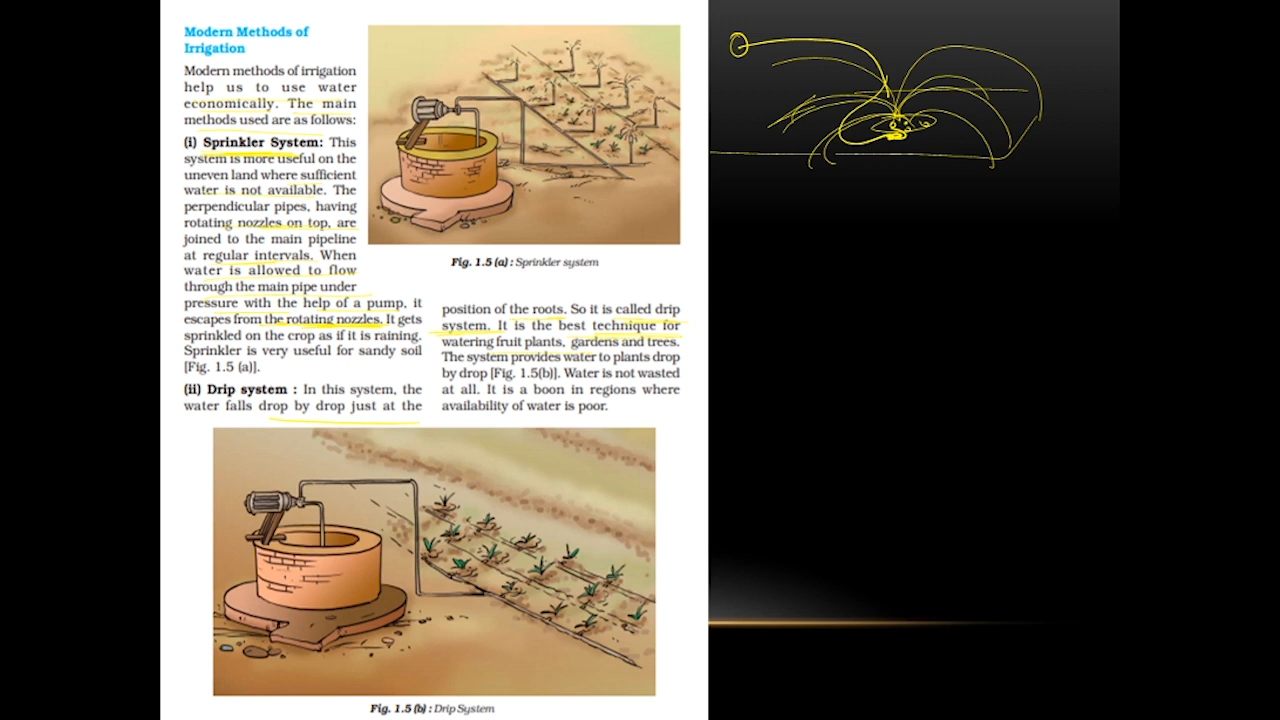 Modern Methods of
Irrigation
Modern methods of irrigation
help us to use water
economically. The main
methods used are as follows:
(i) Sprinkler System: This
system is more useful on the
uneven land where sufficient
water is not available. The
perpendicular pipes, having
rotating nozzles on top, are
joined to the main pipeline
at regular intervals. When
water is allowed to flow
through the main pipe under
pressure with the help of a pump, it
escapes from the rotating nozzles. It gets
sprinkled on the crop as if it is raining.
Sprinkler is very useful for sandy soil
[Fig. 1.5 (a)].
(ii) Drip system : In this system, the
water falls drop by drop just at the
Fig. 1.5 (a) : Sprinkler system
position of the roots. So it is called drip
system. It is the best technique for
watering fruit plants, gardens and trees.
The system provides water to plants drop
by drop [Fig. 1.5(b)]. Water is not wasted
at all. It is a boon in regions where
availability of water is poor.
Fig. 1.5 (b) : Drip System